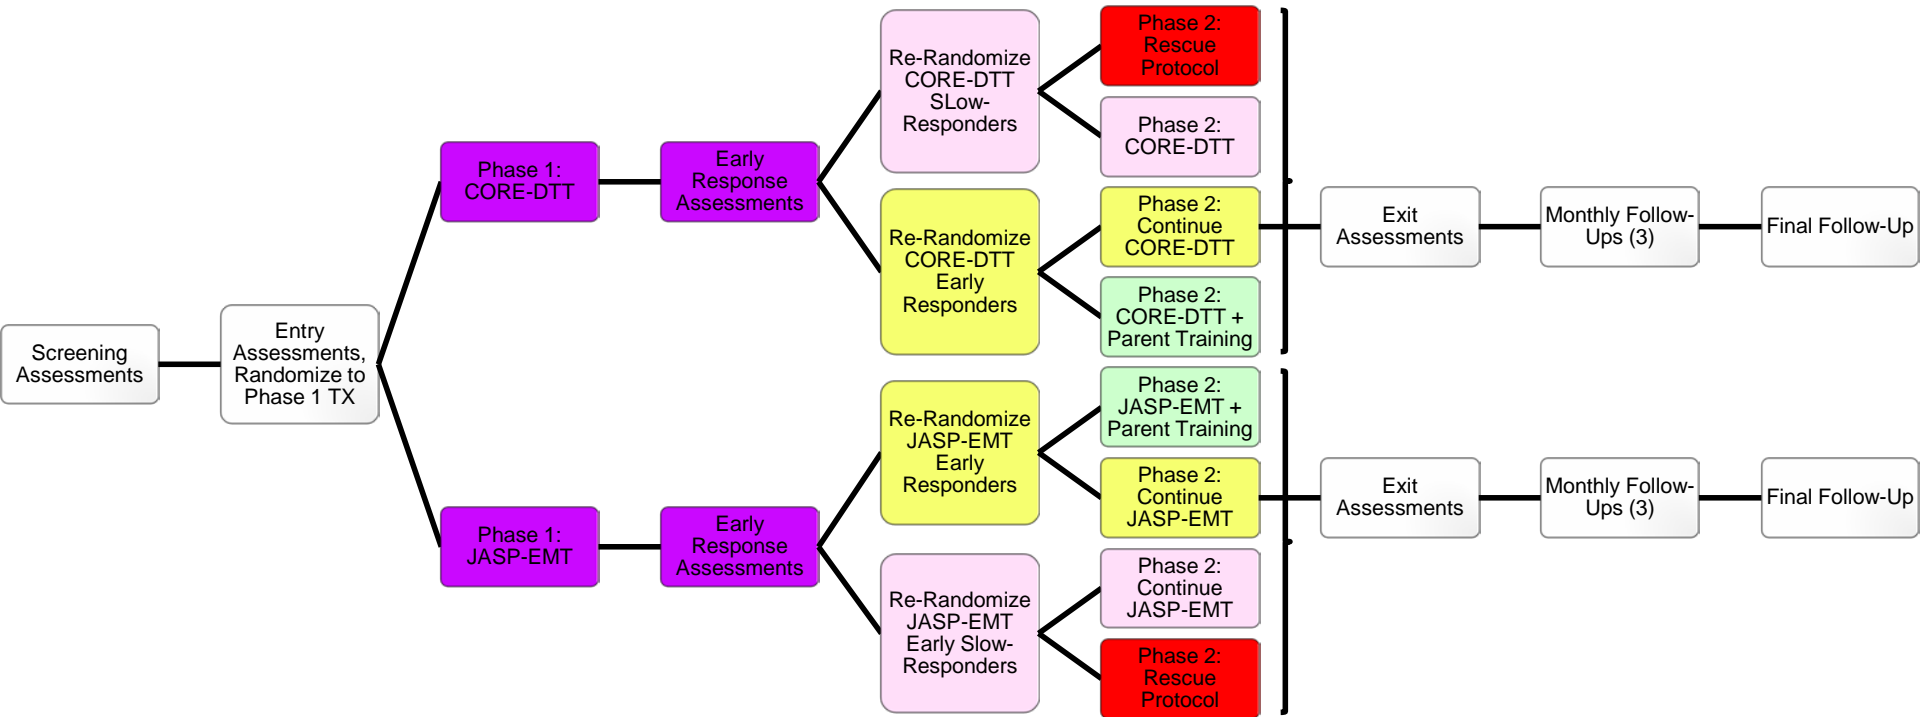 Screening
Assessments
Entry
Assessments,
Randomize to
Phase 1 TX
Phase 1:
CORE-DTT
Early
Response
Assessments
Re-Randomize
CORE-DTT
SLow-
Responders
Phase 2:
Rescue
Protocol
Phase 2:
CORE-DTT
Re-Randomize
CORE-DTT
Early
Responders
Phase 2:
Continue
CORE-DTT
Phase 2:
CORE-DTT +
Parent Training
Exit
Assessments
Monthly Follow-
Ups (3)
Final Follow-Up
Phase 1:
JASP-EMT
Early
Response
Assessments
Re-Randomize
JASP-EMT
Early
Responders
Phase 2:
JASP-EMT +
Parent Training
Phase 2:
Continue
JASP-EMT
Re-Randomize
JASP-EMT
Early Slow-
Responders
Phase 2:
Continue
JASP-EMT
Phase 2:
Rescue
Protocol
Exit
Assessments
Monthly Follow-
Ups (3)
Final Follow-Up